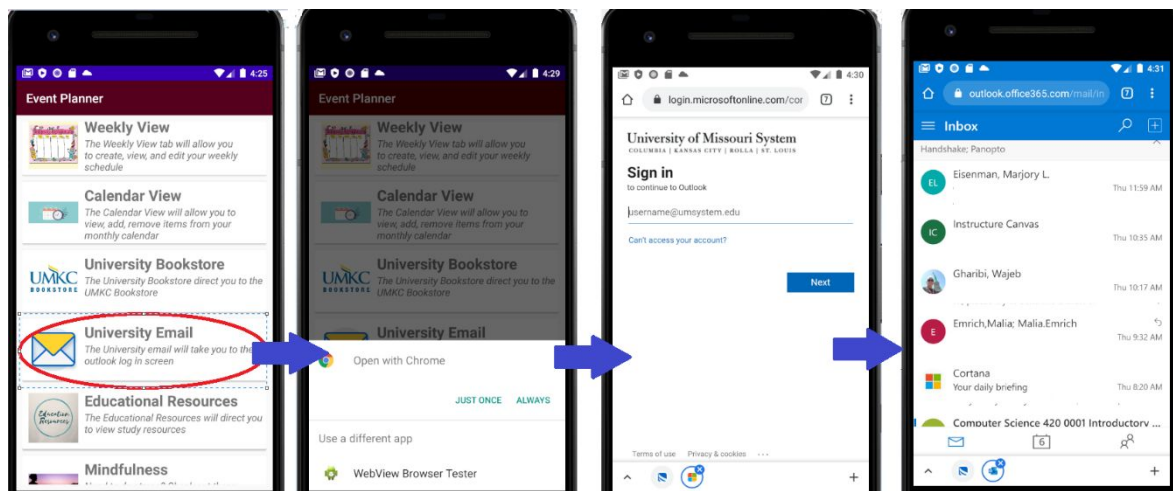 4:25
Event Planner
Weekly View
The Weekly View tab will allow you
to create, view, and edit your weekly
schedule
Calendar View
The Calendar View will allow you to
view, add, remove items from your
monthly calendar
UMKC
BOOKSTORE
University Bookstore
The University Bookstore direct you to the
UMKC Bookstore
University Email
The University email will take you to the
outlook log in screen
Education
Resources
Educational Resources
The Educational Resources will direct you
to view study resources
Mindfulness
4:29
Event Planner
Weekly View
The Weekly View tab will allow you
to create, view, and edit your weekly
schedule
Calendar View
The Calendar View will allow you to
view, add, remove items from your
monthly calendar
UMKC
BOOKSTORE
University Bookstore
The University Bookstore direct you to the
UMKC Bookstore
University Email
Open with Chrome
JUST ONCE ALWAYS
Use a different app
WebView Browser Tester
4:30
login.microsoftonline.com/cor
7
University of Missouri System
COLUMBIA | KANSAS CITY | ROLLA | ST. LOUIS
Sign in
to continue to Outlook
username@umsystem.edu
Can't access your account?
Next
Terms of use Privacy & cookies ...
4:31
outlook.office365.com/mail/in
7
Inbox
Handshake; Panopto
EL
Eisenman, Marjory L.
Thu 11:59 AM
IC
Instructure Canvas
Thu 10:35 AM
Gharibi, Wajeb
Thu 10:17 AM
E
Emrich,Malia; Malia.Emrich
Thu 9:32 AM
Cortana
Your daily briefing
Thu 8:20 AM
Computer Science 420 0001 Introductory ...
6